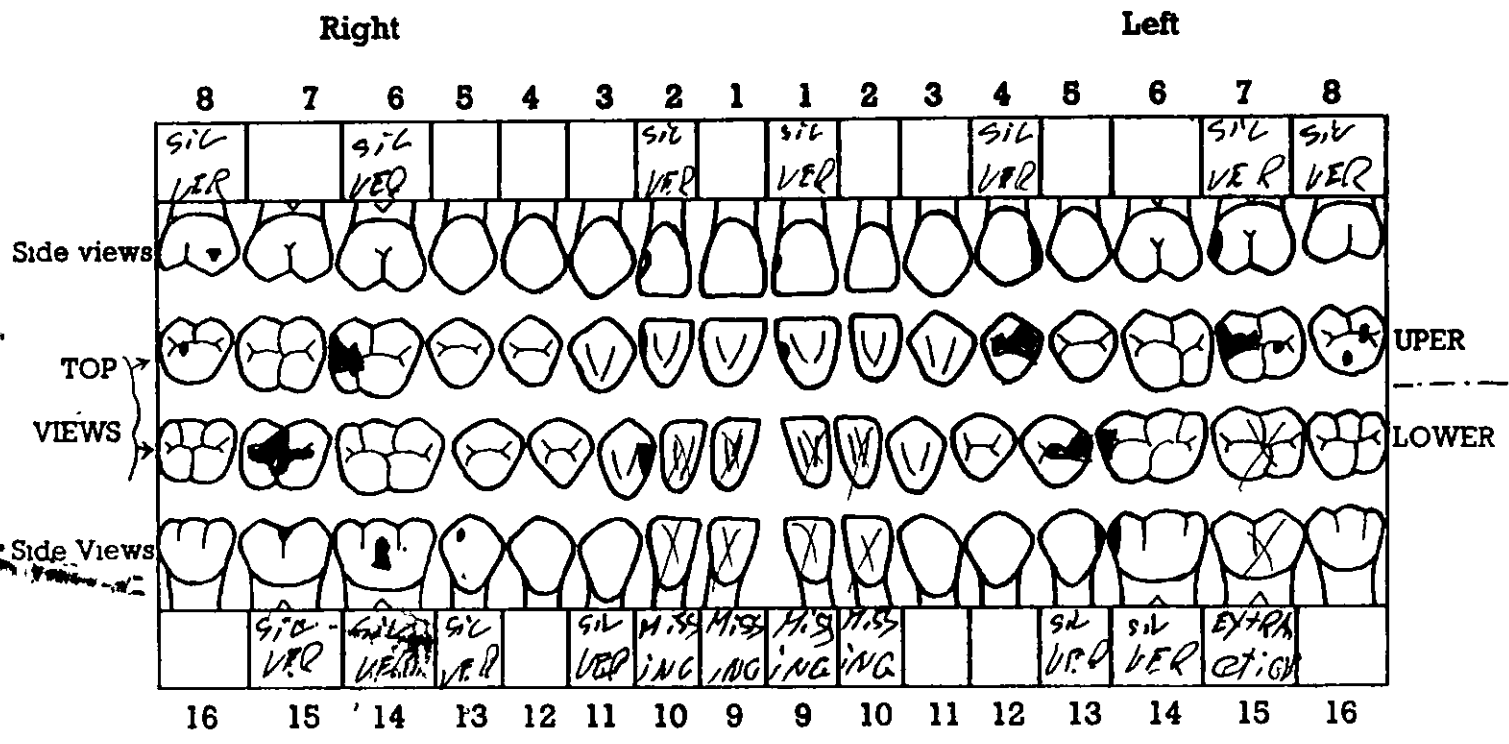 Right Left
8 7 6 5 4 3 2 1 1 2 3 4 5 6 7 8
SiL SiL SiL SiL SiL SiL SiL
VER VER VER VER VER VER VER
Side views
TOP UPER
VIEWS LOWER
Side Views
SiL SiL SiL SiL MiSS MiSS MiSS MiSS SiL SiL EXTRA
VER VER VER VER iNG iNG iNG iNG VER VER CTiON
16 15 14 13 12 11 10 9 9 10 11 12 13 14 15 16